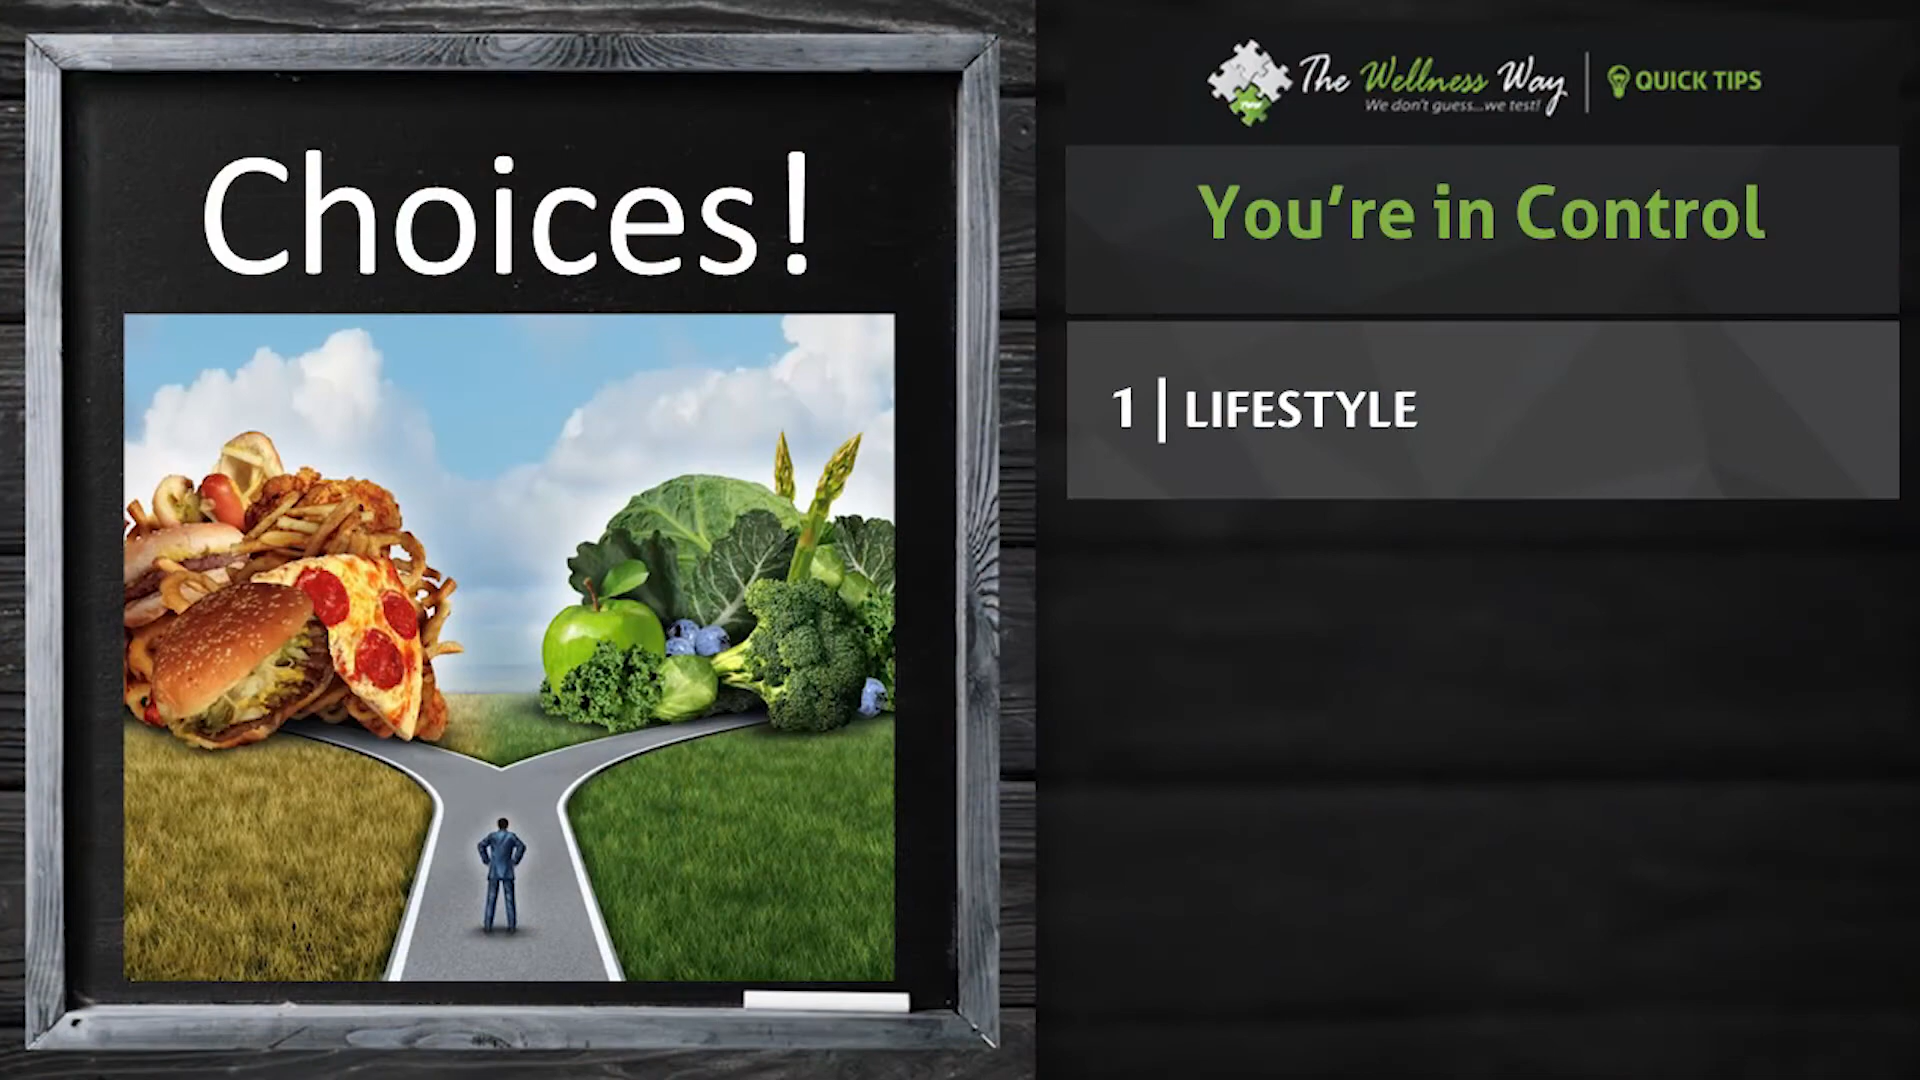 Choices!
The Wellness Way
We don't guess...we test!
QUICK TIPS
You're in Control
1 | LIFESTYLE